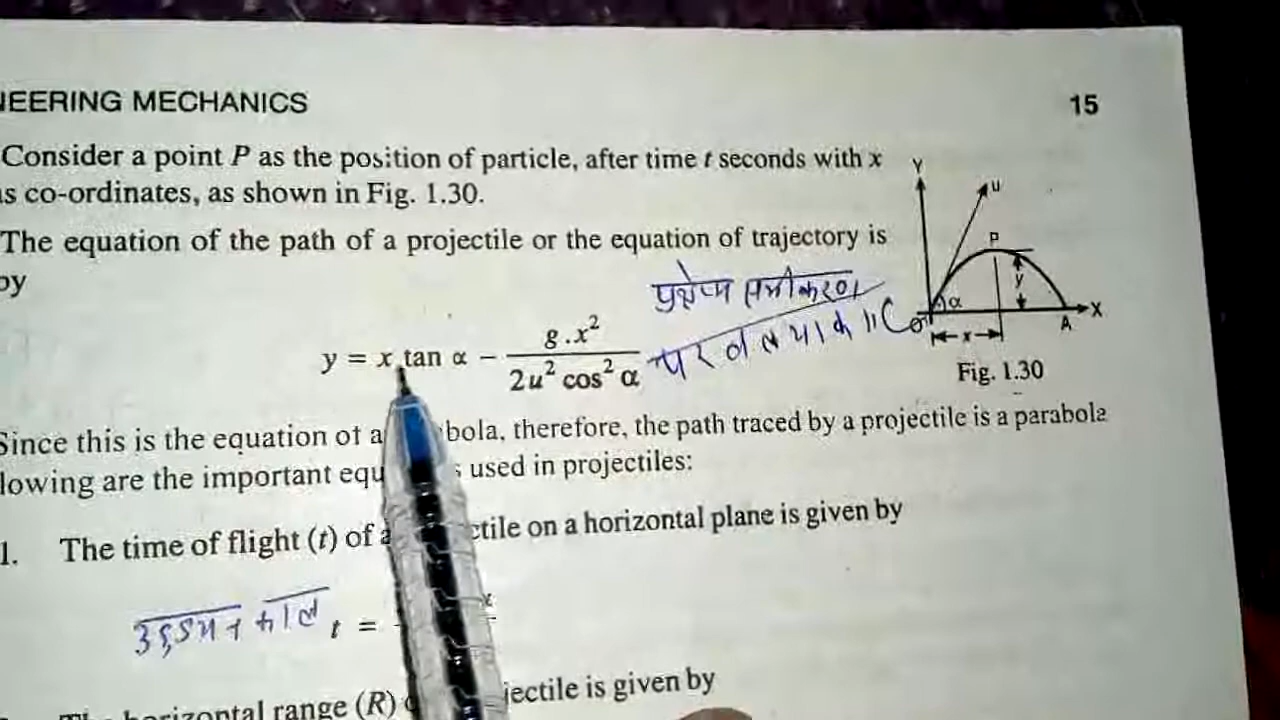 NEERING MECHANICS 15
Consider a point P as the position of particle, after time t seconds with x
as co-ordinates, as shown in Fig. 1.30.
The equation of the path of a projectile or the equation of trajectory is
by
प्रक्षेप्य समीकरण
y = x tan α − g.x² / 2u² cos² α
Y
u
P
y
α
X
A
x
Fig. 1.30
Since this is the equation of a bola, therefore, the path traced by a projectile is a parabola
lowing are the important equ s used in projectiles:
1. The time of flight (t) of a ctile on a horizontal plane is given by
उड्डयन काल t =
horizontal range (R) jectile is given by